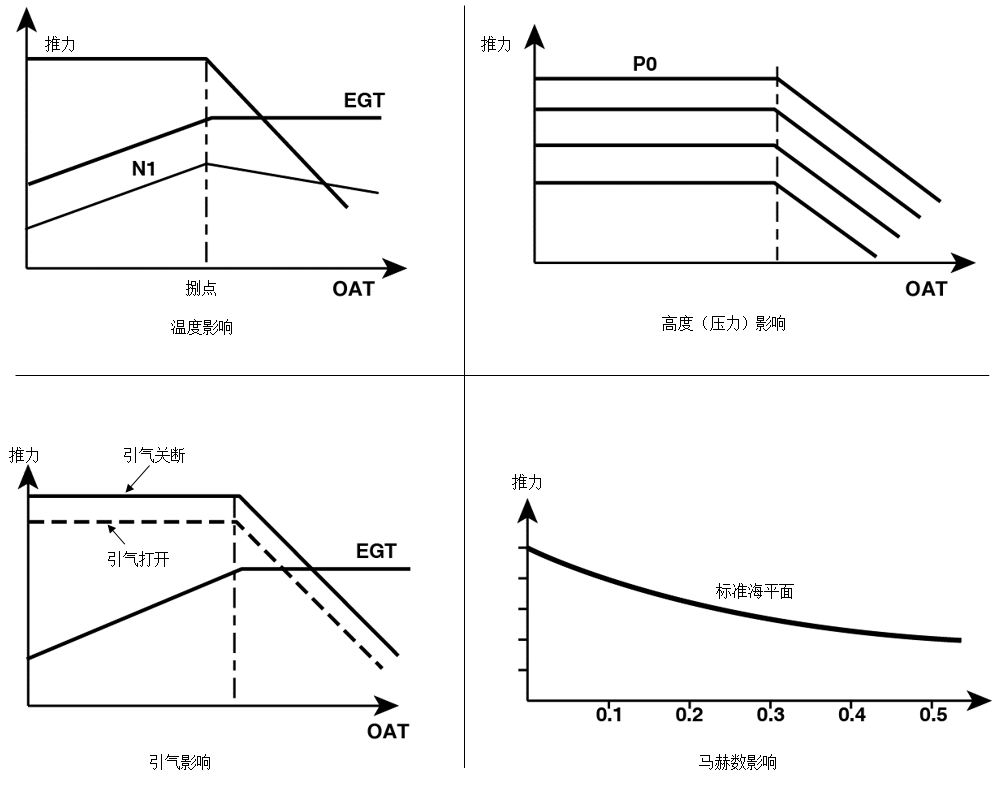 推力
EGT
N1
捌点
OAT
温度影响
推力
P0
OAT
高度（压力）影响
推力
引气关断
引气打开
EGT
OAT
引气影响
推力
标准海平面
0.1 0.2 0.3 0.4 0.5
马赫数影响